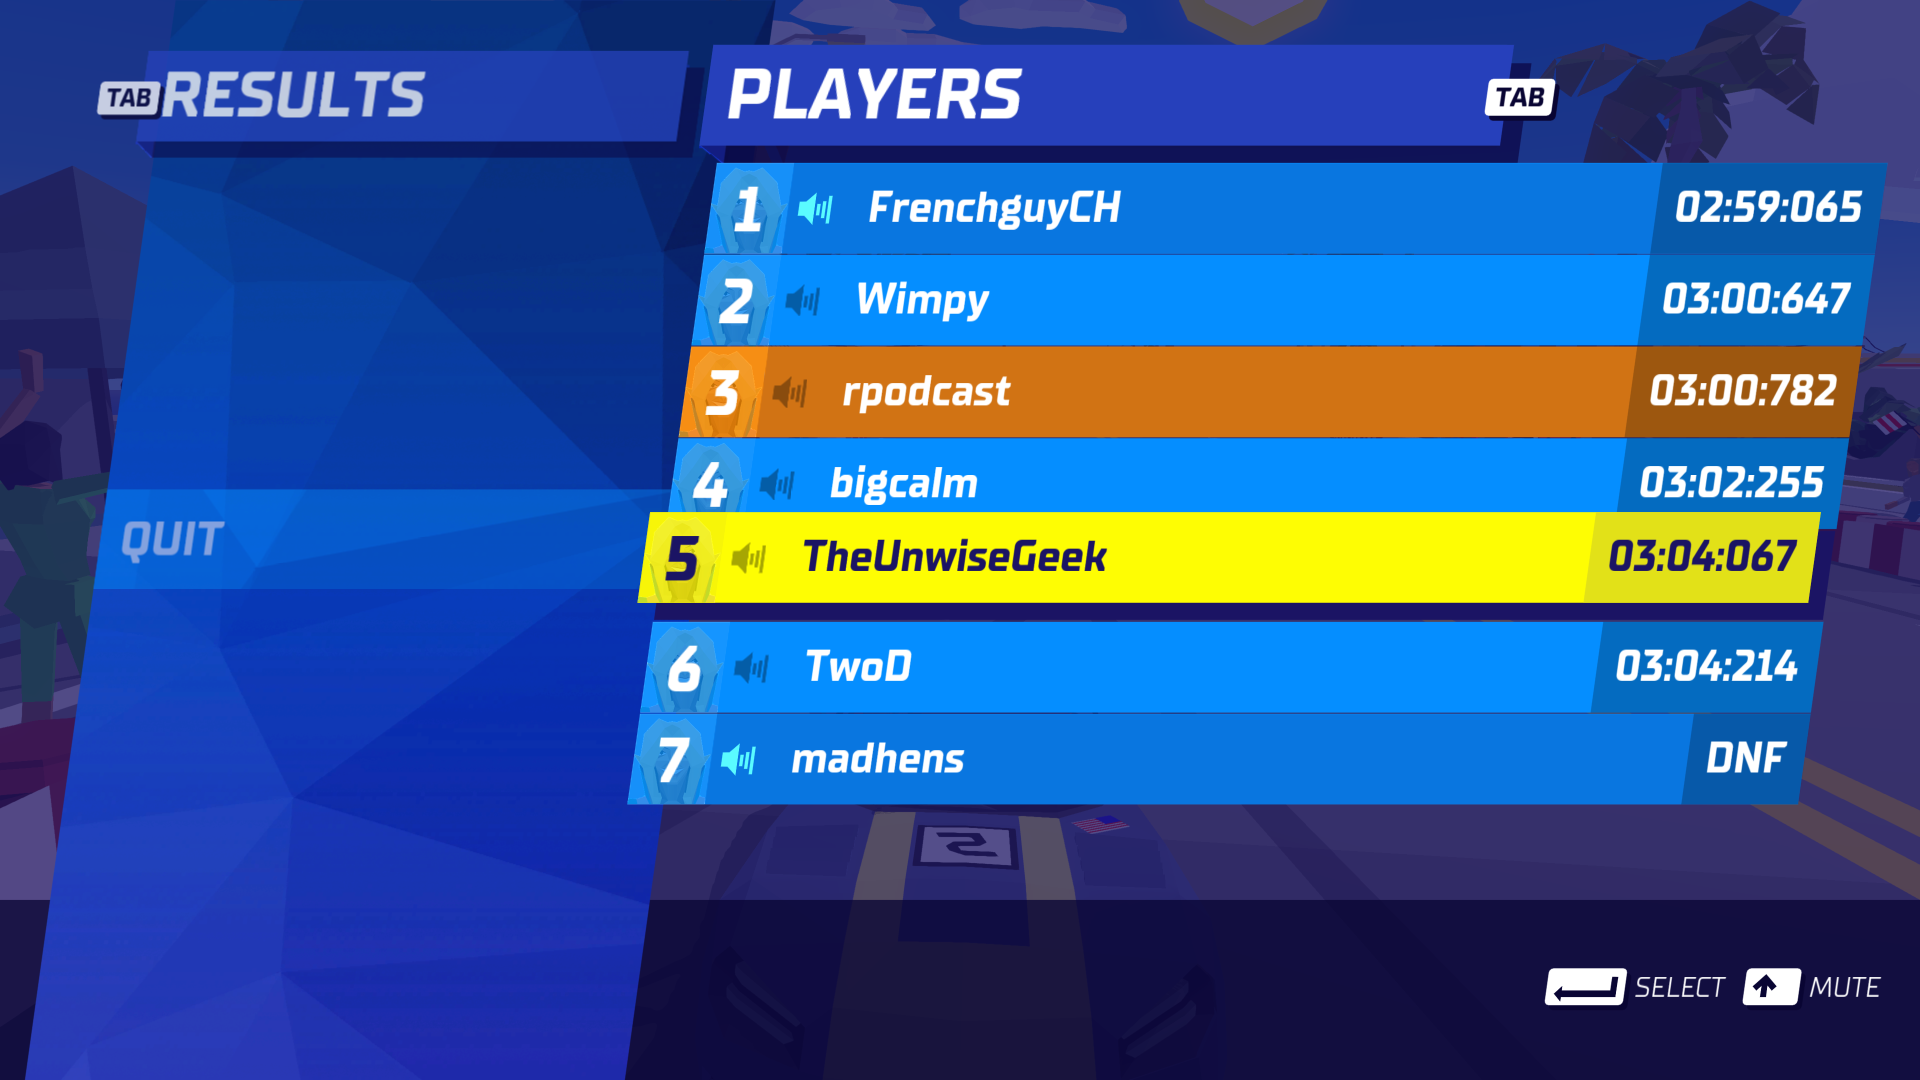 TAB RESULTS
PLAYERS TAB
1 FrenchguyCH 02:59:065
2 Wimpy 03:00:647
3 rpodcast 03:00:782
4 bigcalm 03:02:255
QUIT
5 TheUnwiseGeek 03:04:067
6 TwoD 03:04:214
7 madhens DNF
2
SELECT MUTE